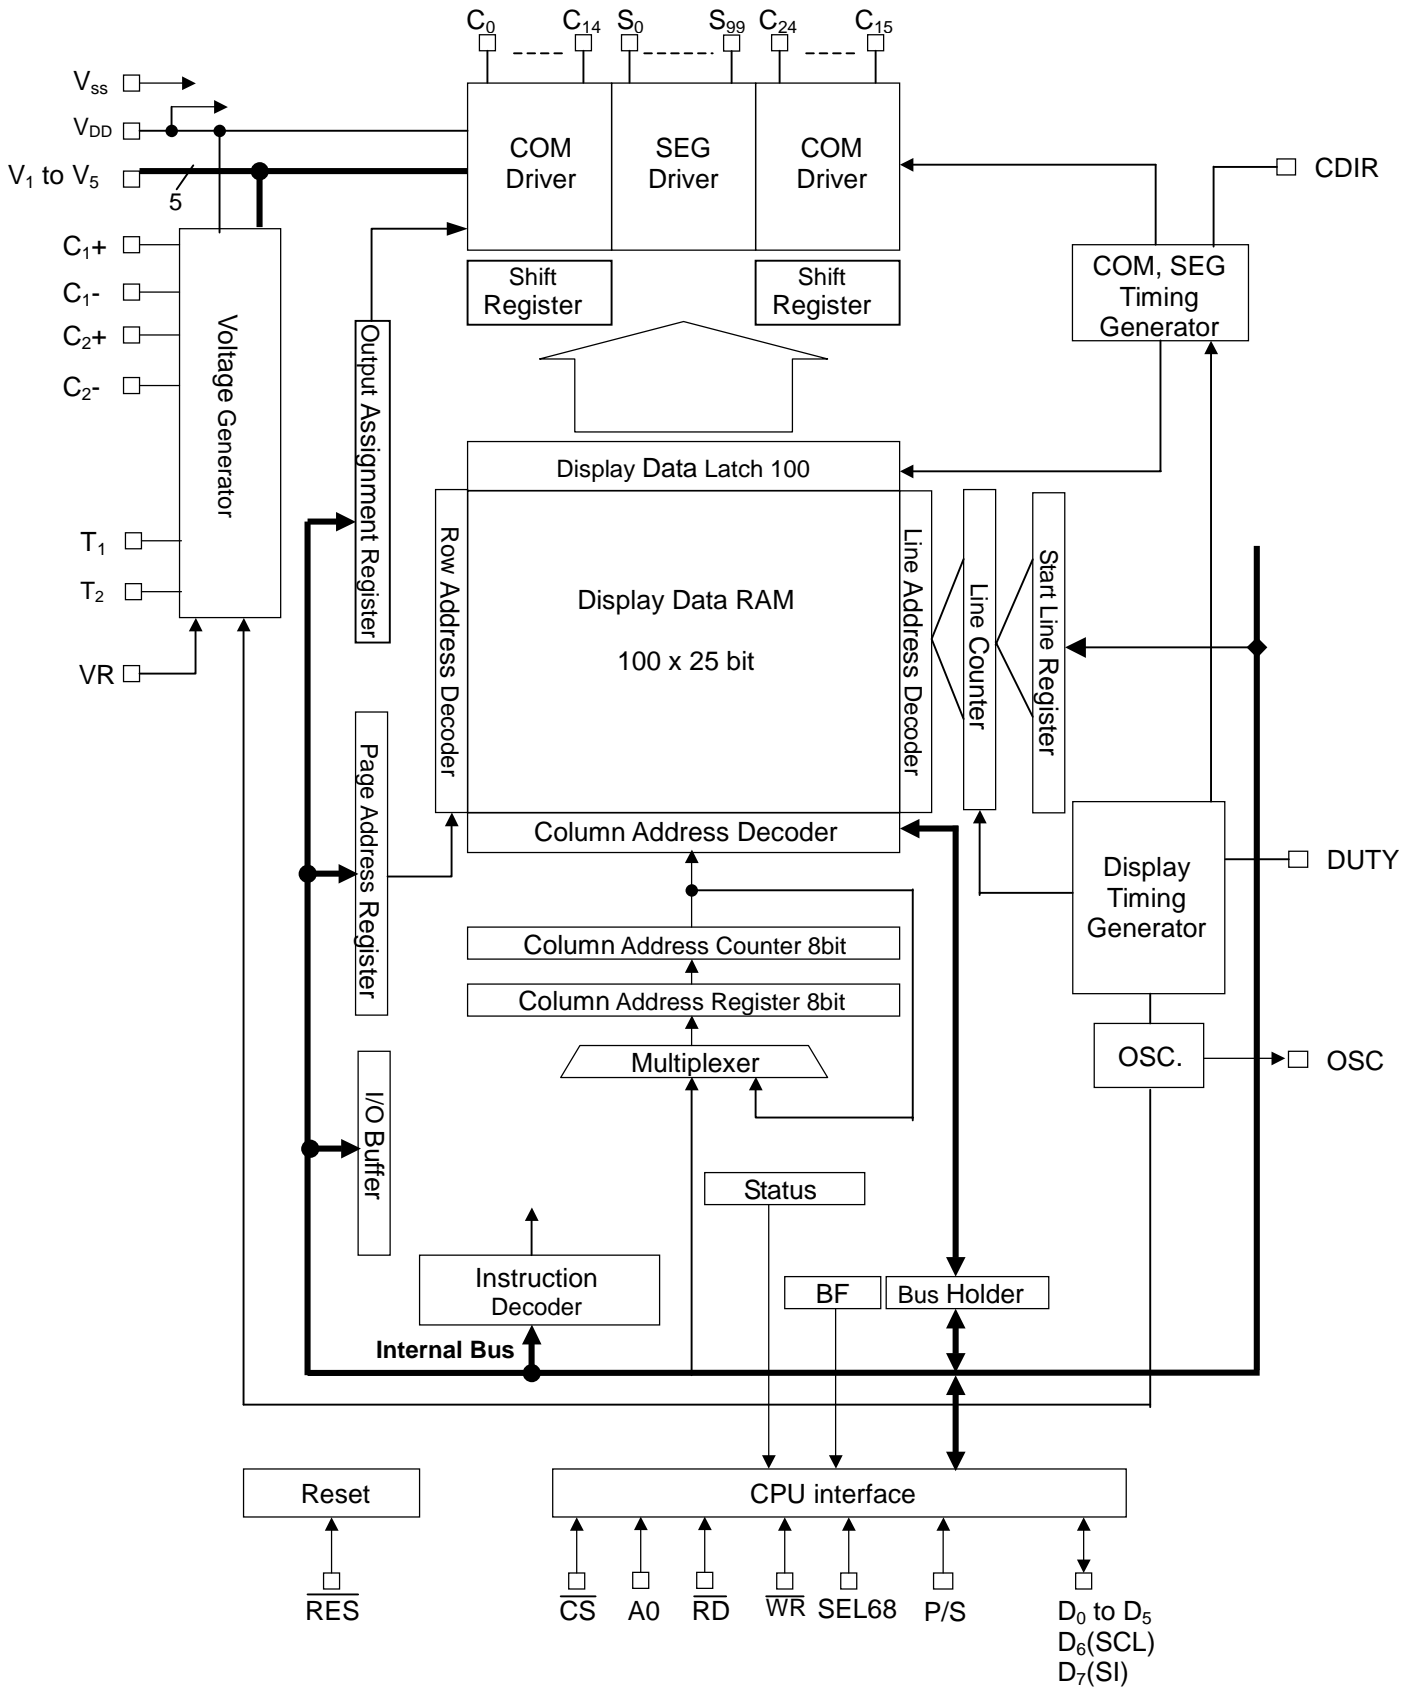 C0 C14 S0 S99 C24 C15
Vss
VDD
V1 to V5
5
C1+
C1-
C2+
C2-
T1
T2
VR
Voltage Generator
COM
Driver
SEG
Driver
COM
Driver
Shift
Register
Shift
Register
CDIR
COM, SEG
Timing
Generator
Output Assignment Register
Display Data Latch 100
Row Address Decoder
Display Data RAM
100 x 25 bit
Line Address Decoder
Line Counter
Start Line Register
Column Address Decoder
Page Address Register
Display
Timing
Generator
DUTY
Column Address Counter 8bit
Column Address Register 8bit
Multiplexer
OSC.
OSC
I/O Buffer
Status
Instruction
Decoder
BF
Bus Holder
Internal Bus
Reset
CPU interface
R̅E̅S̅
C̅S̅
A0
R̅D̅
W̅R̅
SEL68
P/S
D0 to D5
D6(SCL)
D7(SI)